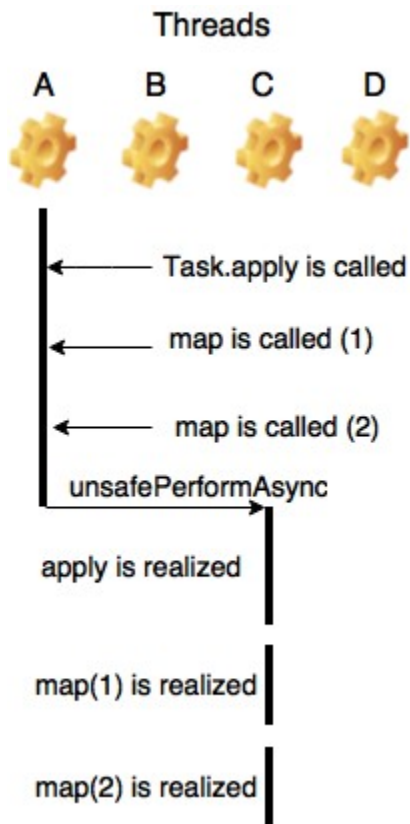 Threads
A B C D
Task.apply is called
map is called (1)
map is called (2)
unsafePerformAsync
apply is realized
map(1) is realized
map(2) is realized